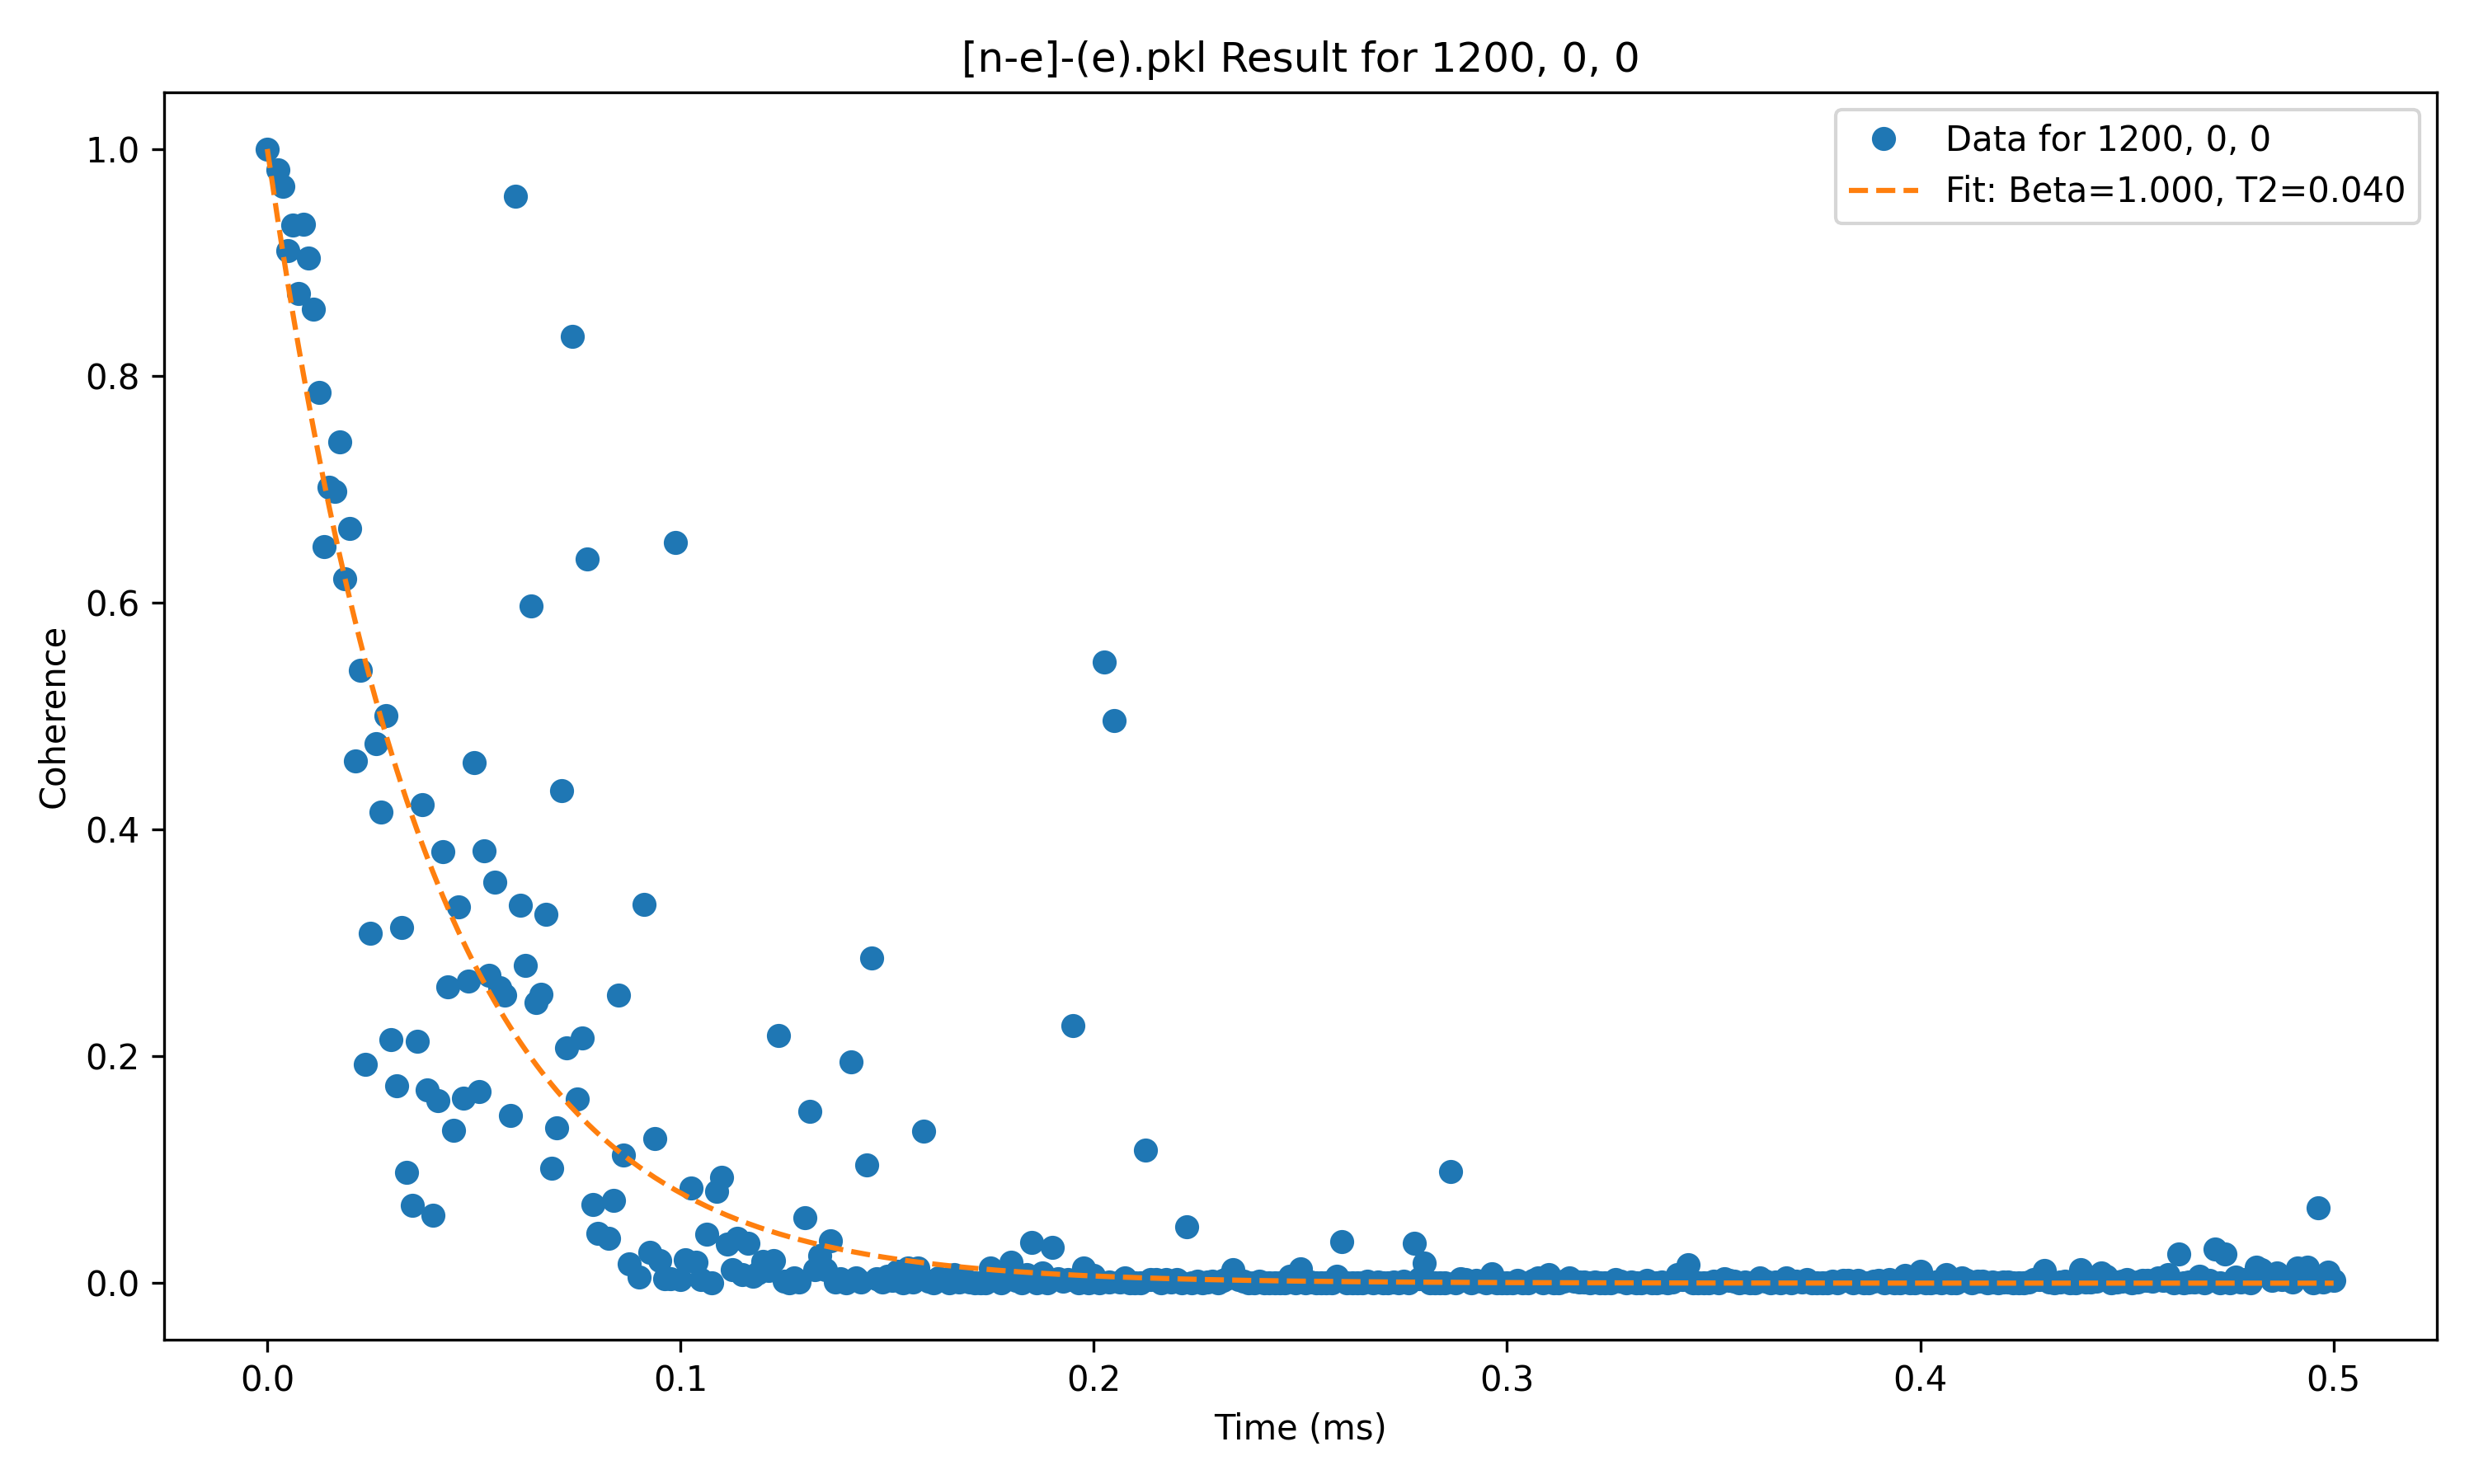 [n-e]-(e).pkl Result for 1200, 0, 0
Data for 1200, 0, 0
Fit: Beta=1.000, T2=0.040
Coherence
1.0
0.8
0.6
0.4
0.2
0.0
0.0 0.1 0.2 0.3 0.4 0.5
Time (ms)